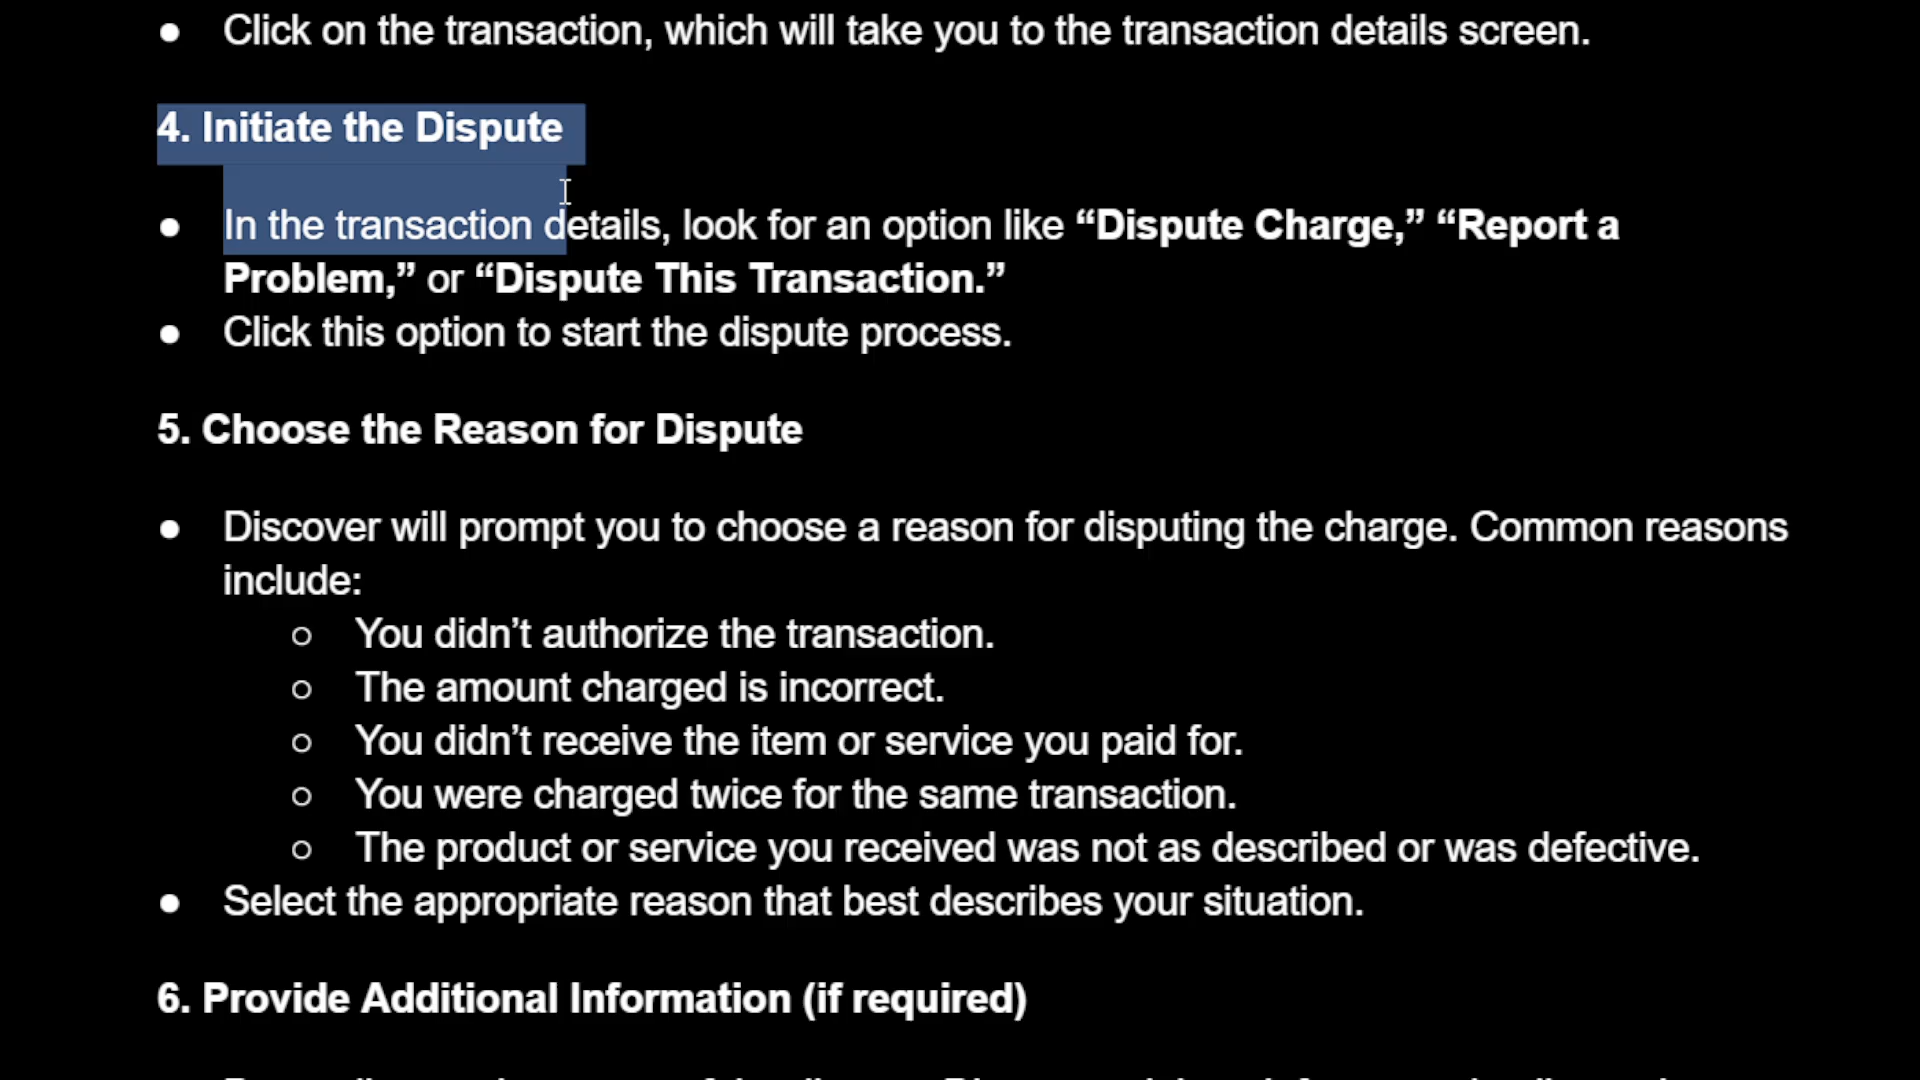 ● Click on the transaction, which will take you to the transaction details screen.
4. Initiate the Dispute
● In the transaction details, look for an option like “Dispute Charge,” “Report a
Problem,” or “Dispute This Transaction.”
● Click this option to start the dispute process.
5. Choose the Reason for Dispute
● Discover will prompt you to choose a reason for disputing the charge. Common reasons
include:
○ You didn’t authorize the transaction.
○ The amount charged is incorrect.
○ You didn’t receive the item or service you paid for.
○ You were charged twice for the same transaction.
○ The product or service you received was not as described or was defective.
● Select the appropriate reason that best describes your situation.
6. Provide Additional Information (if required)